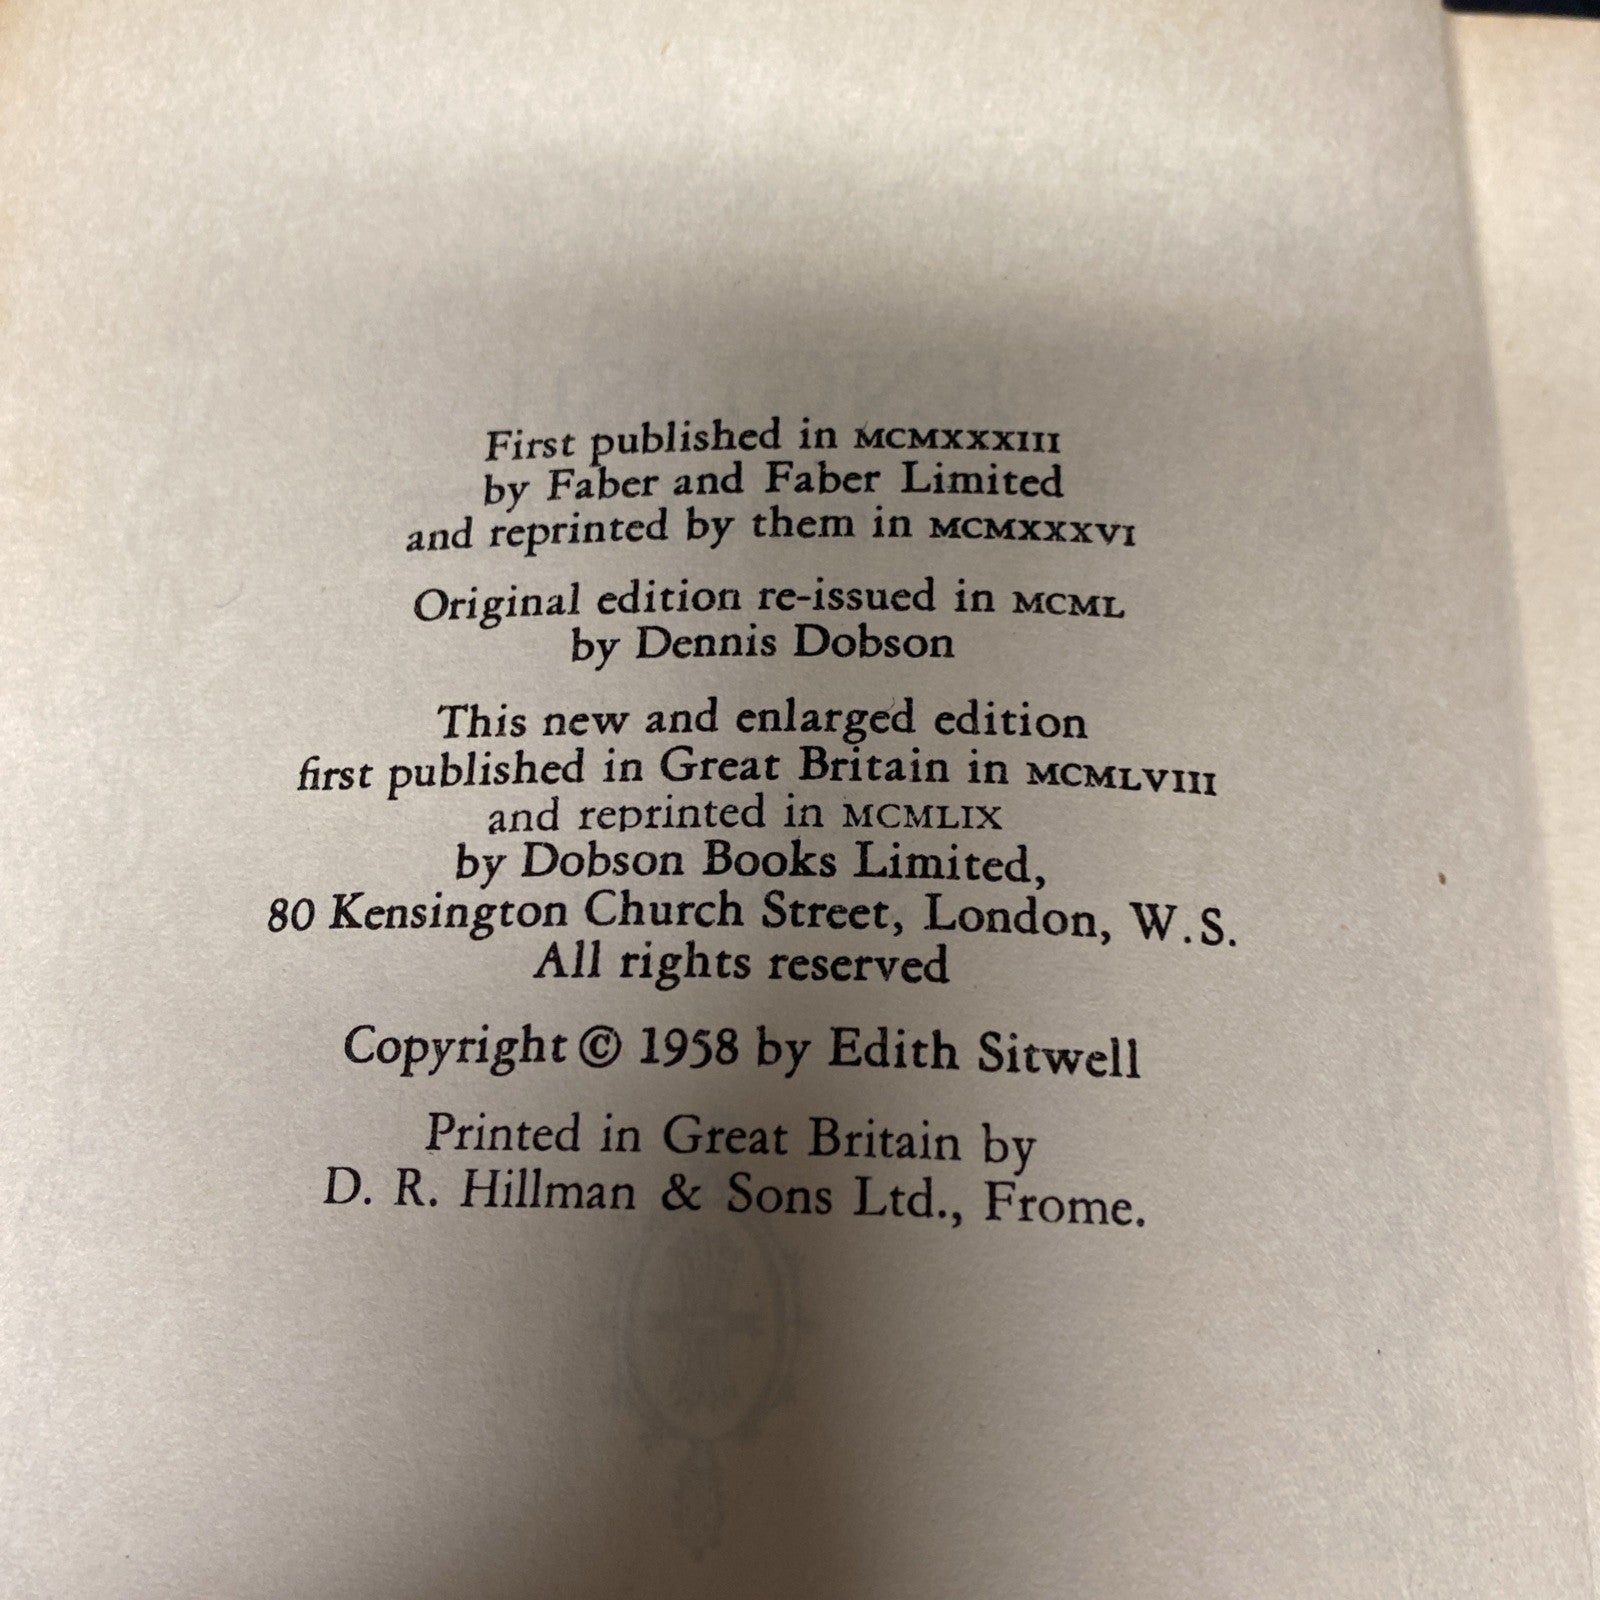 First published in MCMXXXIII
by Faber and Faber Limited
and reprinted by them in MCMXXXVI
Original edition re-issued in MCML
by Dennis Dobson
This new and enlarged edition
first published in Great Britain in MCMLVIII
and reprinted in MCMLIX
by Dobson Books Limited,
80 Kensington Church Street, London, W.S.
All rights reserved
Copyright © 1958 by Edith Sitwell
Printed in Great Britain by
D. R. Hillman & Sons Ltd., Frome.